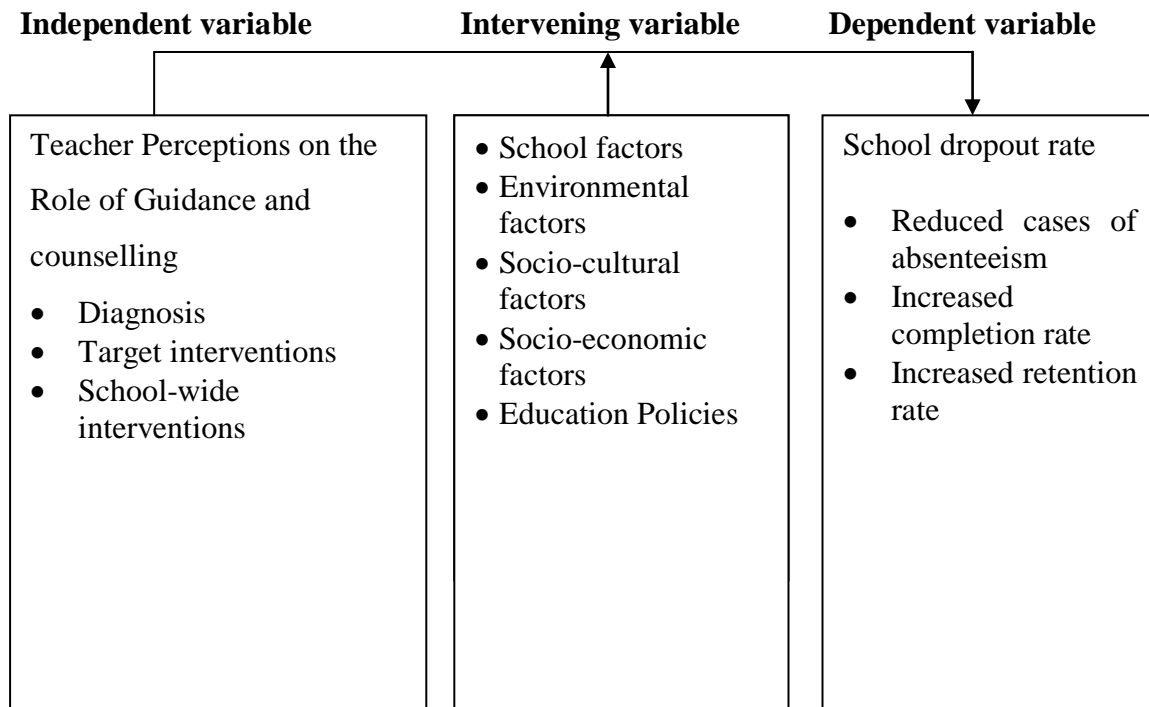 Independent variable
Intervening variable
Dependent variable
Teacher Perceptions on the
Role of Guidance and
counselling
• Diagnosis
• Target interventions
• School-wide
interventions
• School factors
• Environmental
factors
• Socio-cultural
factors
• Socio-economic
factors
• Education Policies
School dropout rate
• Reduced cases of
absenteeism
• Increased
completion rate
• Increased retention
rate